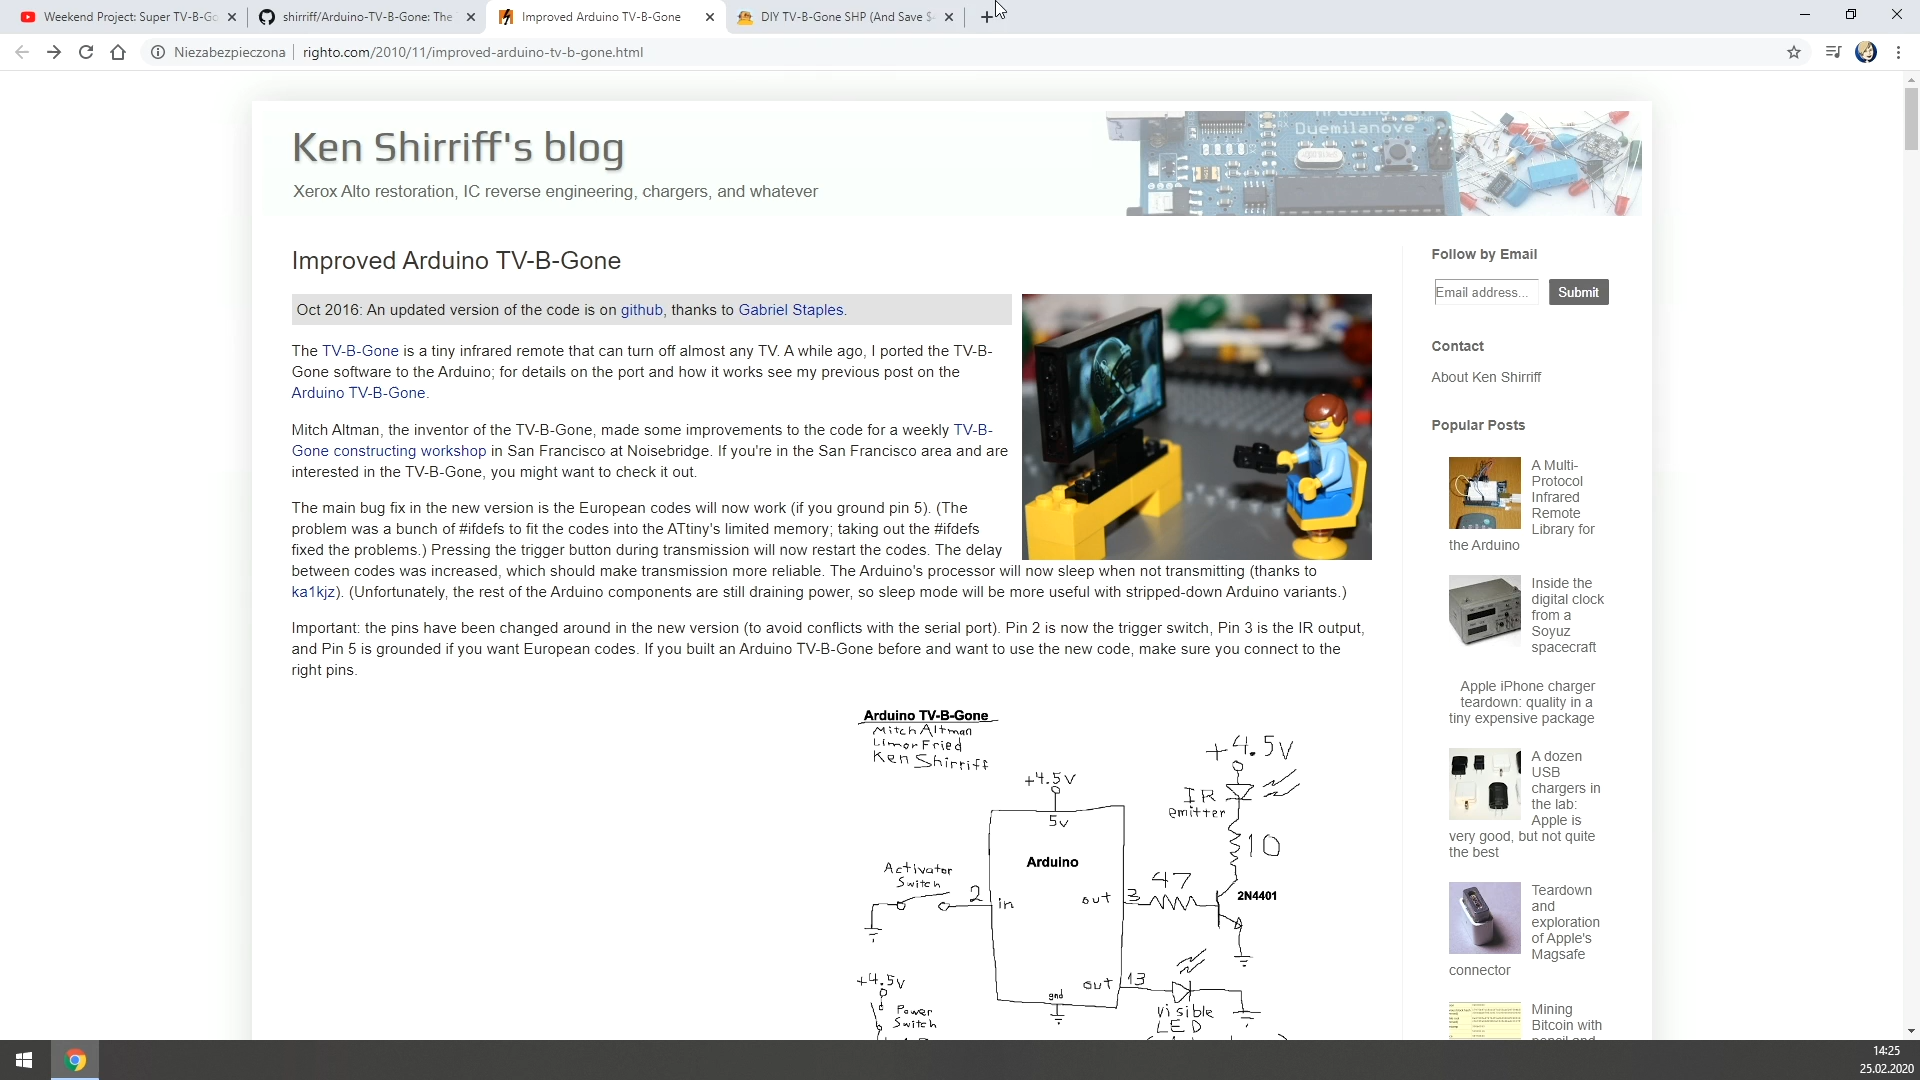 Weekend Project: Super TV-B-Go
shirriff/Arduino-TV-B-Gone: The
Improved Arduino TV-B-Gone
DIY TV-B-Gone SHP (And Save $
Niezabezpieczona
righto.com/2010/11/improved-arduino-tv-b-gone.html
Ken Shirriff's blog
Xerox Alto restoration, IC reverse engineering, chargers, and whatever
Duemilanove
Improved Arduino TV-B-Gone
Oct 2016: An updated version of the code is on github, thanks to Gabriel Staples.
The TV-B-Gone is a tiny infrared remote that can turn off almost any TV. A while ago, I ported the TV-B-
Gone software to the Arduino; for details on the port and how it works see my previous post on the
Arduino TV-B-Gone.
Mitch Altman, the inventor of the TV-B-Gone, made some improvements to the code for a weekly TV-B-
Gone constructing workshop in San Francisco at Noisebridge. If you're in the San Francisco area and are
interested in the TV-B-Gone, you might want to check it out.
The main bug fix in the new version is the European codes will now work (if you ground pin 5). (The
problem was a bunch of #ifdefs to fit the codes into the ATtiny's limited memory; taking out the #ifdefs
fixed the problems.) Pressing the trigger button during transmission will now restart the codes. The delay
between codes was increased, which should make transmission more reliable. The Arduino's processor will now sleep when not transmitting (thanks to
ka1kjz). (Unfortunately, the rest of the Arduino components are still draining power, so sleep mode will be more useful with stripped-down Arduino variants.)
Important: the pins have been changed around in the new version (to avoid conflicts with the serial port). Pin 2 is now the trigger switch, Pin 3 is the IR output,
and Pin 5 is grounded if you want European codes. If you built an Arduino TV-B-Gone before and want to use the new code, make sure you connect to the
right pins.
Arduino TV-B-Gone
Mitch Altman
Limor Fried
Ken Shirriff
+4.5V
5v
+4.5V
IR
emitter
10
Arduino
Activator
Switch
2
in
out
3
47
2N4401
out
13
gnd
Visible
LED
+4.5V
Power
Switch
Follow by Email
Email address...
Submit
Contact
About Ken Shirriff
Popular Posts
A Multi-
Protocol
Infrared
Remote
Library for
the Arduino
Inside the
digital clock
from a
Soyuz
spacecraft
Apple iPhone charger
teardown: quality in a
tiny expensive package
A dozen
USB
chargers in
the lab:
Apple is
very good, but not quite
the best
Teardown
and
exploration
of Apple's
Magsafe
connector
Mining
Bitcoin with
14:25
25.02.2020